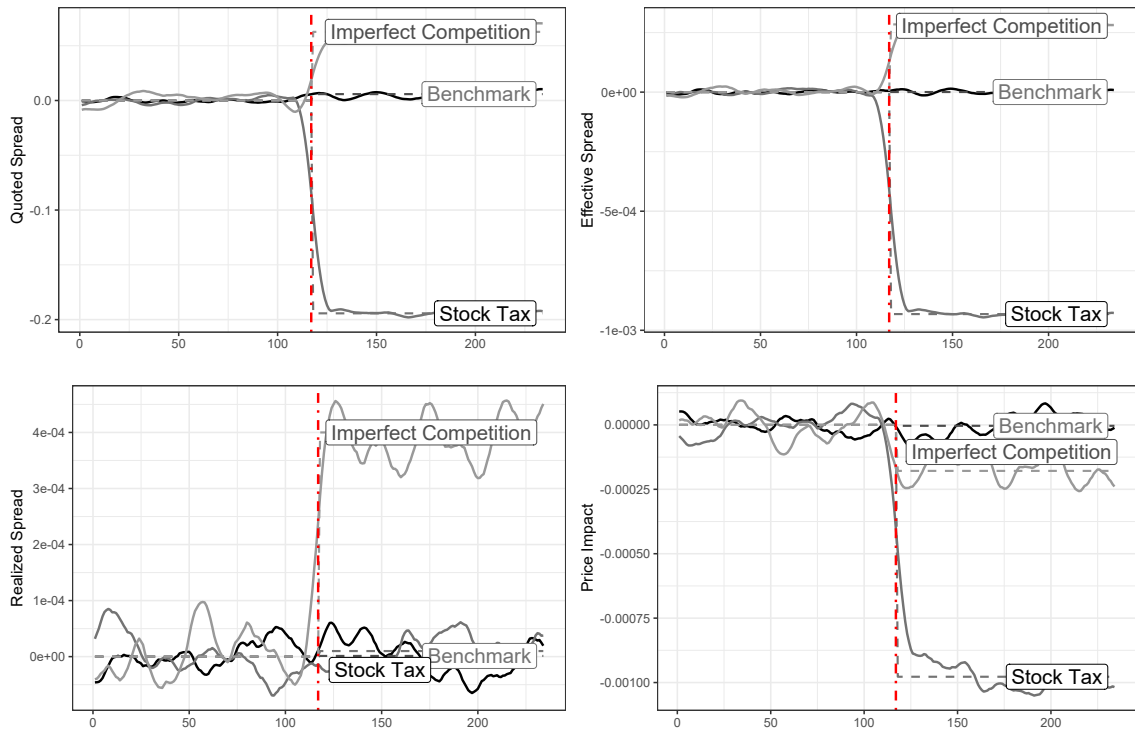 Quoted Spread
0.0
-0.1
-0.2
Imperfect Competition
Benchmark
Stock Tax
0
50
100
150
200
Effective Spread
0e+00
-5e-04
-1e-03
Imperfect Competition
Benchmark
Stock Tax
0
50
100
150
200
Realized Spread
4e-04
3e-04
2e-04
1e-04
0e+00
Imperfect Competition
Benchmark
Stock Tax
0
50
100
150
200
Price Impact
0.00000
-0.00025
-0.00050
-0.00075
-0.00100
Benchmark
Imperfect Competition
Stock Tax
0
50
100
150
200